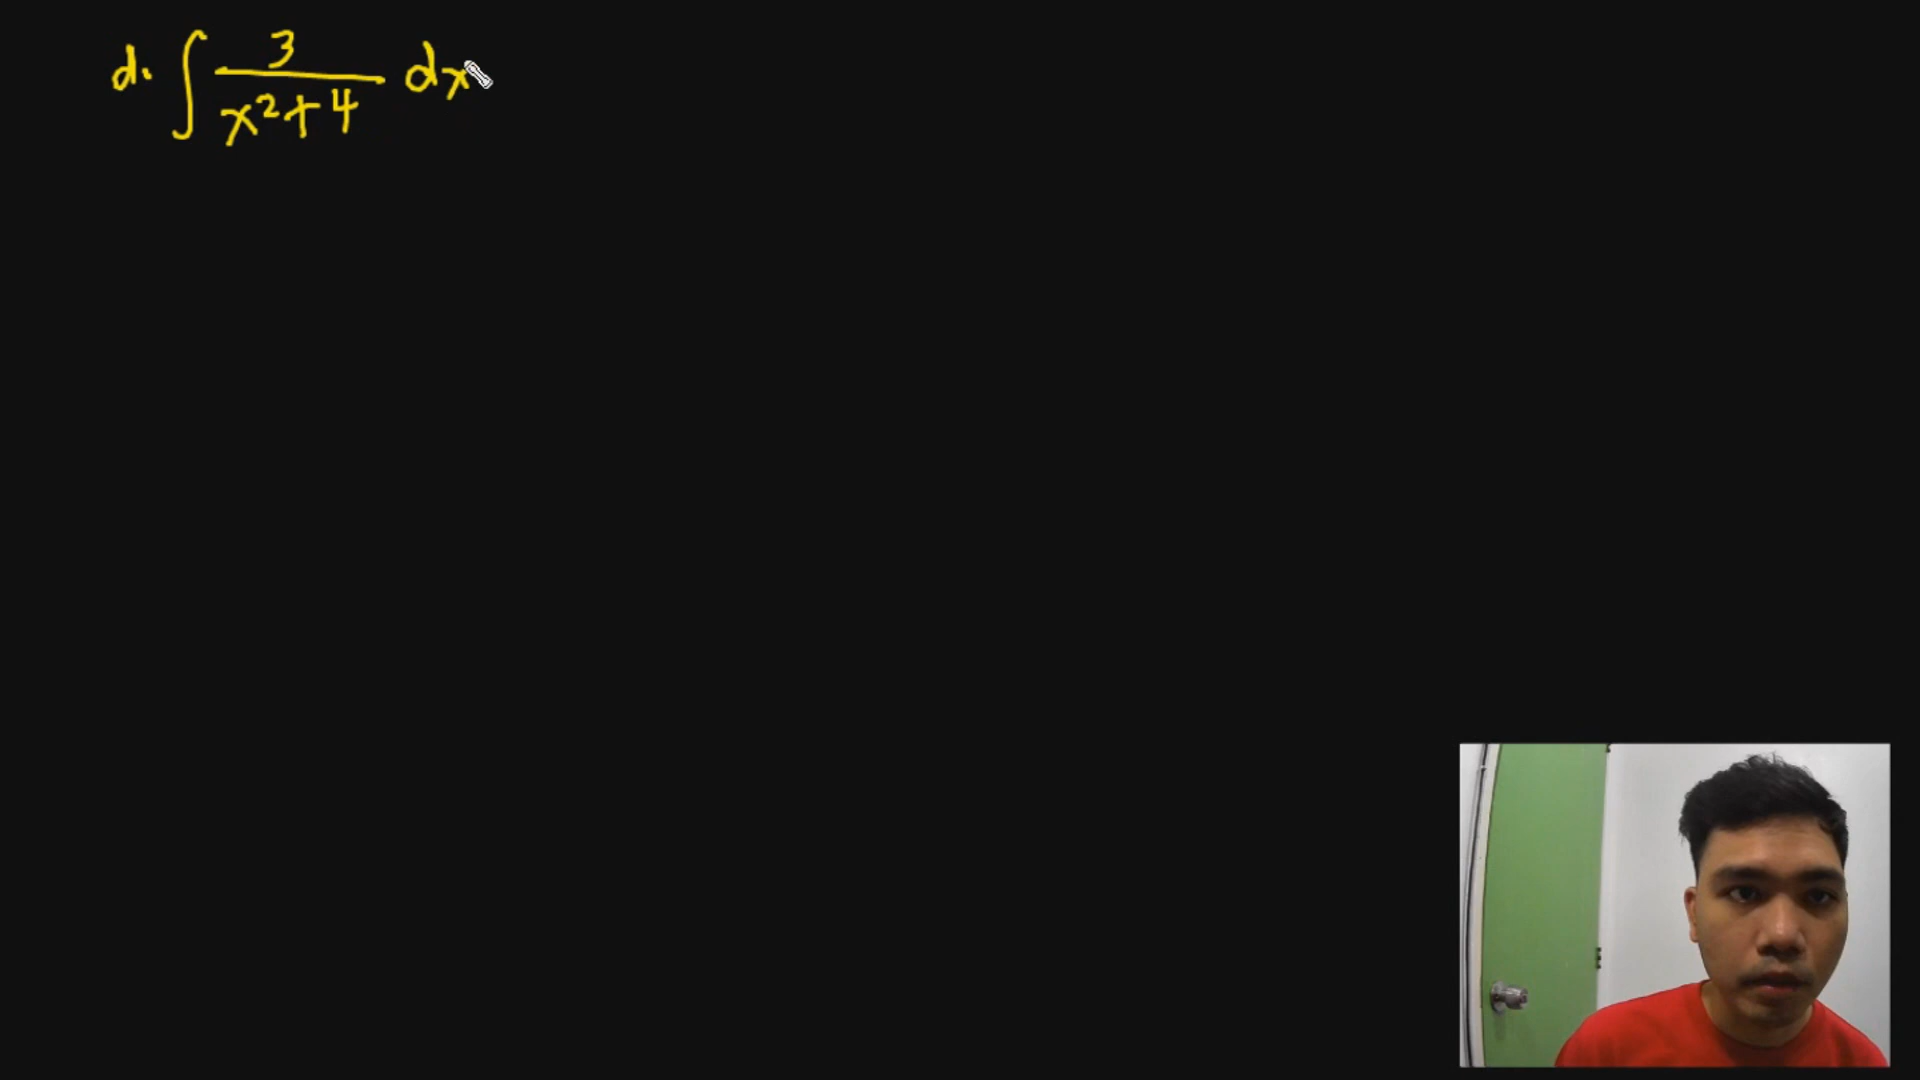 d. ∫ 3/(x²+4) dx